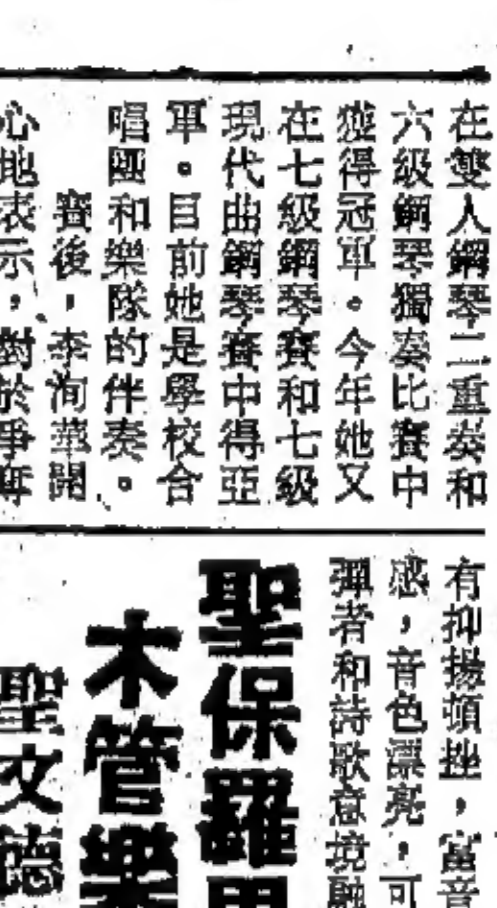 在雙人鋼琴二重奏和
六級鋼琴獨奏比賽中
獲得冠軍。今年她又
在七級鋼琴賽和七級
現代曲鋼琴賽中得亞
軍。目前她是學校合
唱團和樂隊的伴奏。
賽後,李洵華開
心地表示,對於爭奪
有抑揚頓挫,富音
感,音色漂亮,可
彈者和詩歌意境融
聖保羅男
木管樂
聖文德